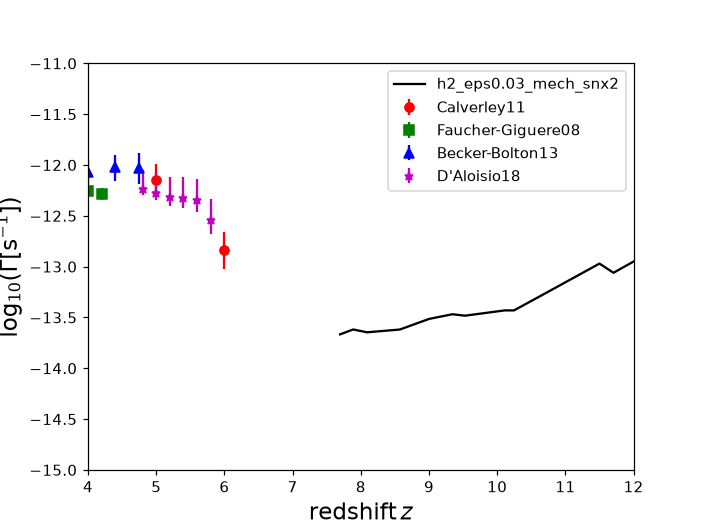 −11.0
−11.5
−12.0
−12.5
−13.0
−13.5
−14.0
−14.5
−15.0
log₁₀(Γ[s⁻¹])
h2_eps0.03_mech_snx2
Calverley11
Faucher-Giguere08
Becker-Bolton13
D'Aloisio18
4 5 6 7 8 9 10 11 12
redshift z